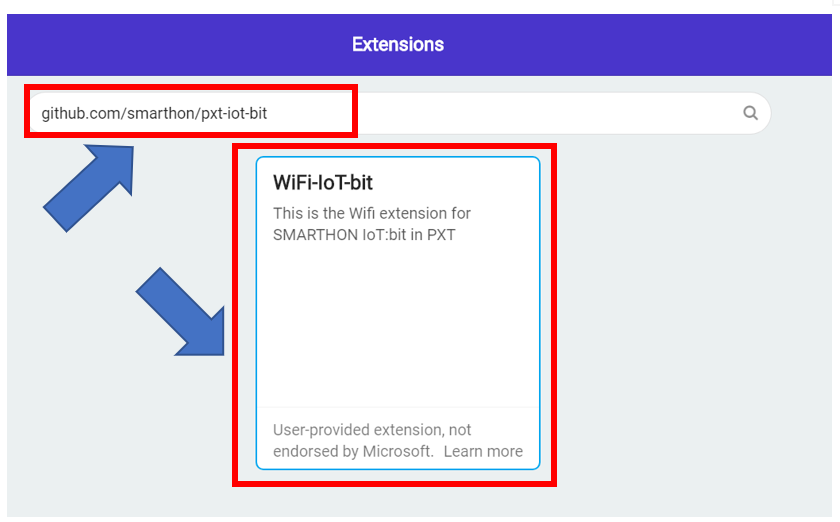 Extensions
github.com/smarthon/pxt-iot-bit
WiFi-IoT-bit
This is the Wifi extension for
SMARTHON IoT:bit in PXT
User-provided extension, not
endorsed by Microsoft. Learn more